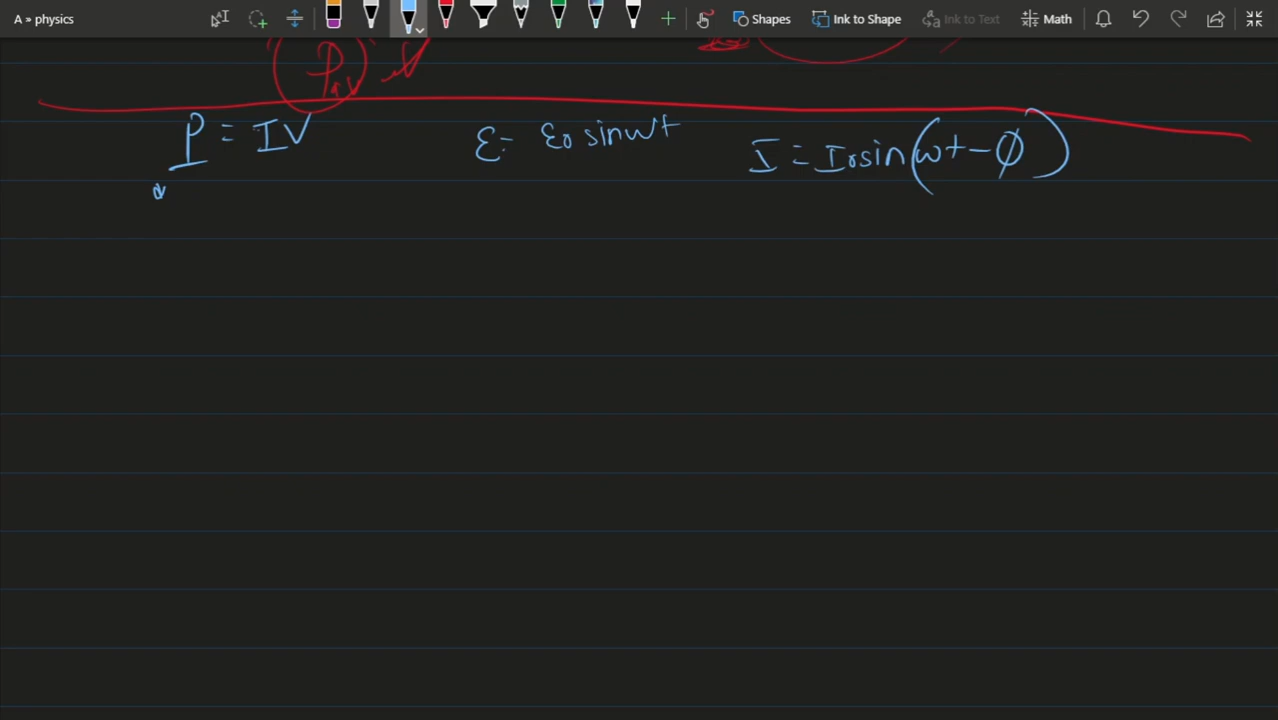 A » physics
Shapes Ink to Shape Ink to Text Math
P = IV ε = ε0 sinωt I = I0sin(ωt - ø)